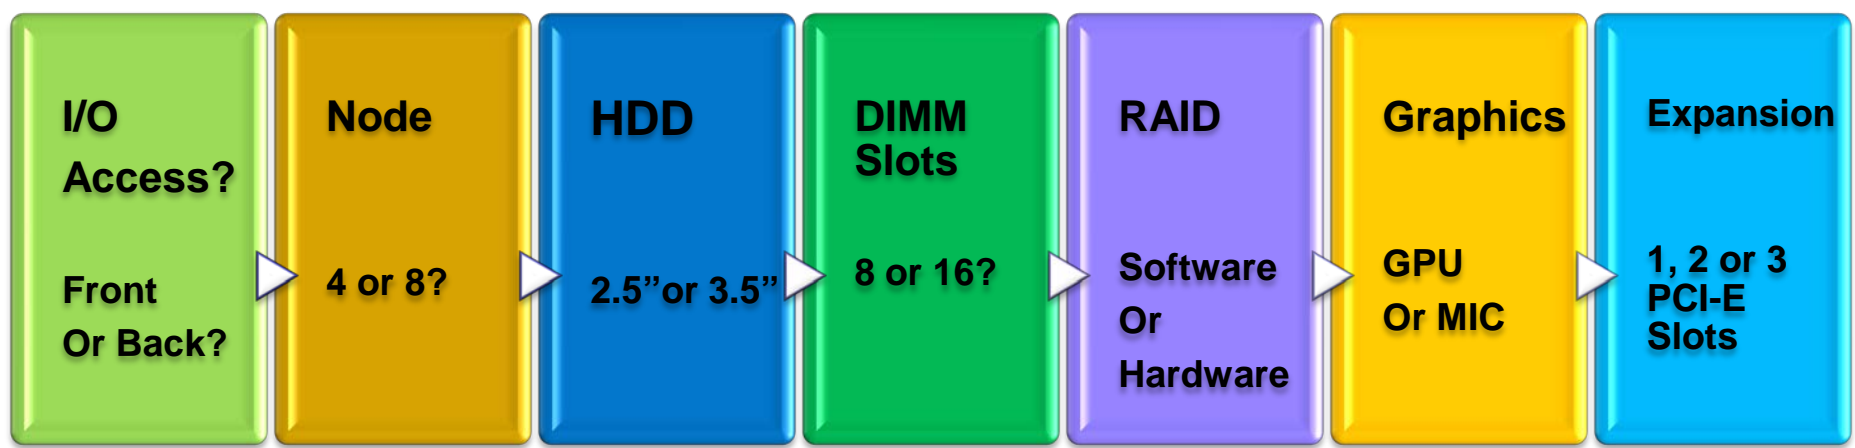 I/O
Access?
Front
Or Back?
Node
4 or 8?
HDD
2.5”or 3.5”
DIMM
Slots
8 or 16?
RAID
Software
Or
Hardware
Graphics
GPU
Or MIC
Expansion
1, 2 or 3
PCI-E
Slots